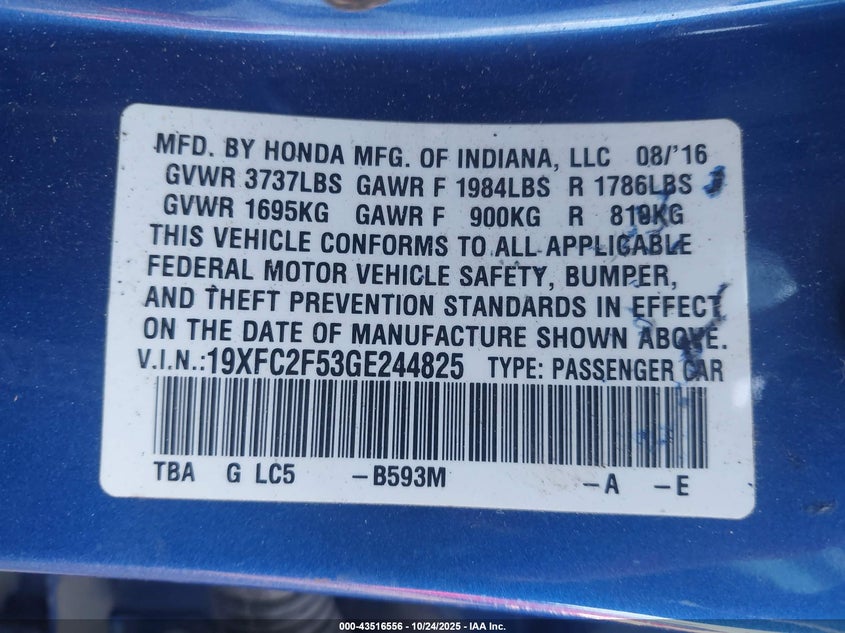 MFD. BY HONDA MFG. OF INDIANA, LLC 08/'16
GVWR 3737LBS GAWR F 1984LBS R 1786LBS
GVWR 1695KG GAWR F 900KG R 810KG
THIS VEHICLE CONFORMS TO ALL APPLICABLE
FEDERAL MOTOR VEHICLE SAFETY, BUMPER,
AND THEFT PREVENTION STANDARDS IN EFFECT
ON THE DATE OF MANUFACTURE SHOWN ABOVE.
V.I.N.:19XFC2F53GE244825 TYPE: PASSENGER CAR
TBA G LC5 -B593M -A -E
000-43516556 - 10/24/2025 - IAA Inc.